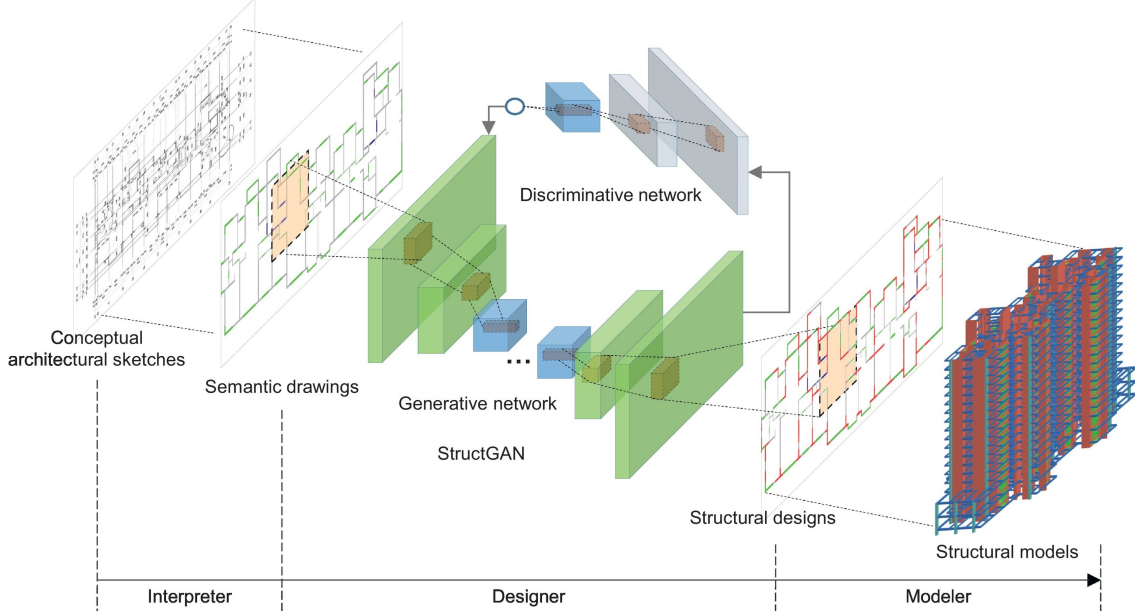 Discriminative network
Conceptual
architectural sketches
Semantic drawings
Generative network
StructGAN
Structural designs
Structural models
Interpreter
Designer
Modeler